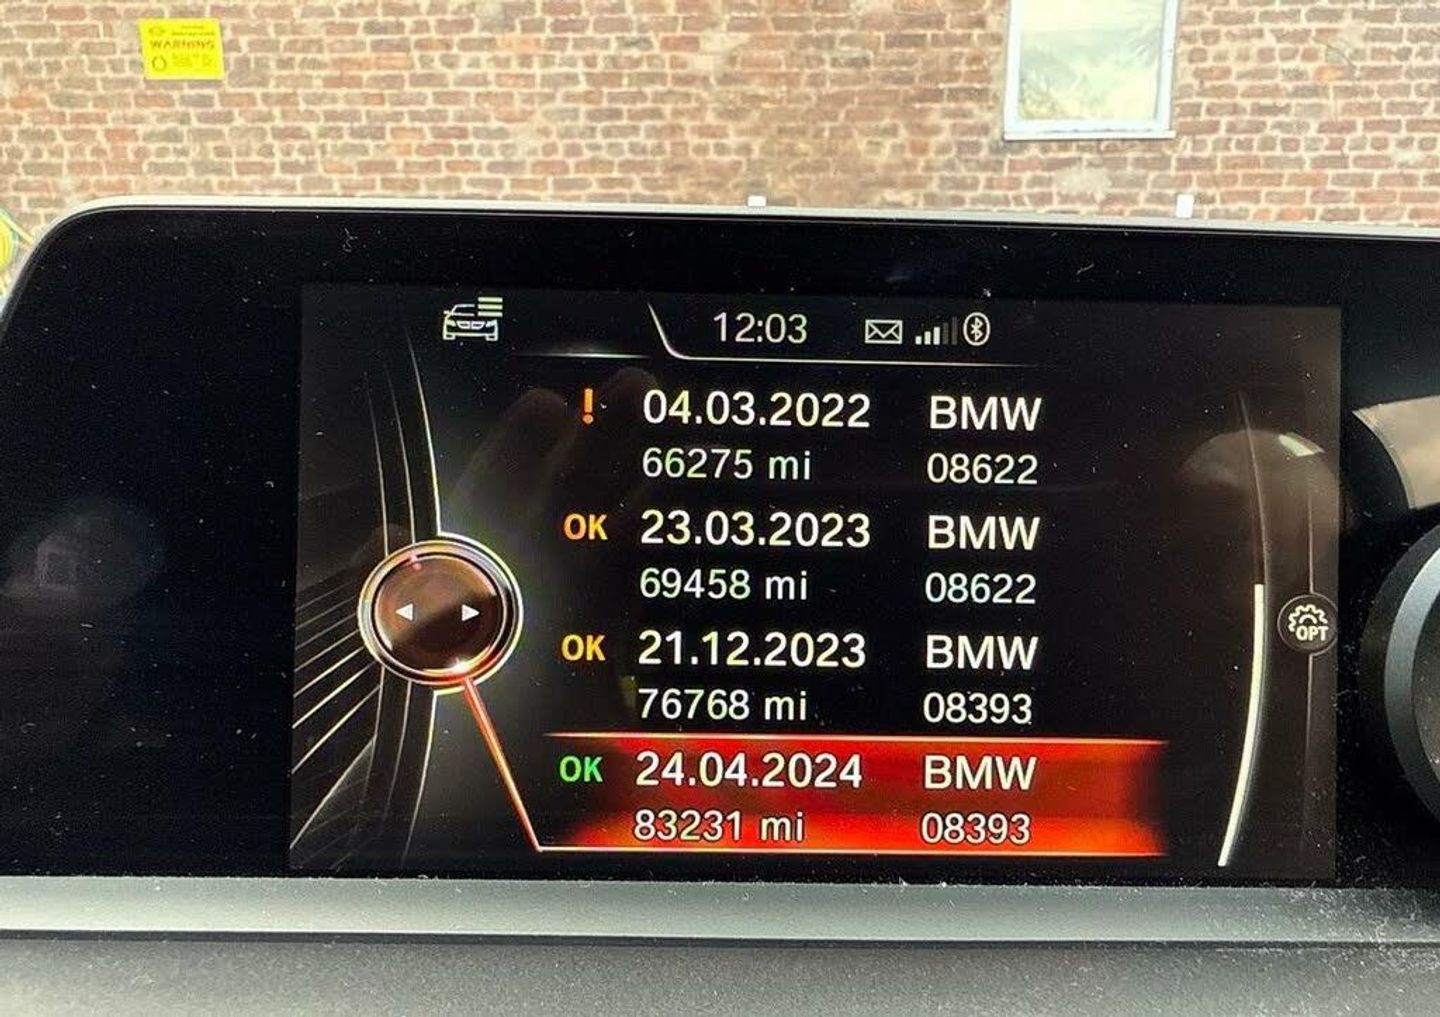 WARNING
12:03
! 04.03.2022 BMW
66275 mi 08622
OK 23.03.2023 BMW
69458 mi 08622
OK 21.12.2023 BMW
76768 mi 08393
OK 24.04.2024 BMW
83231 mi 08393
OPT